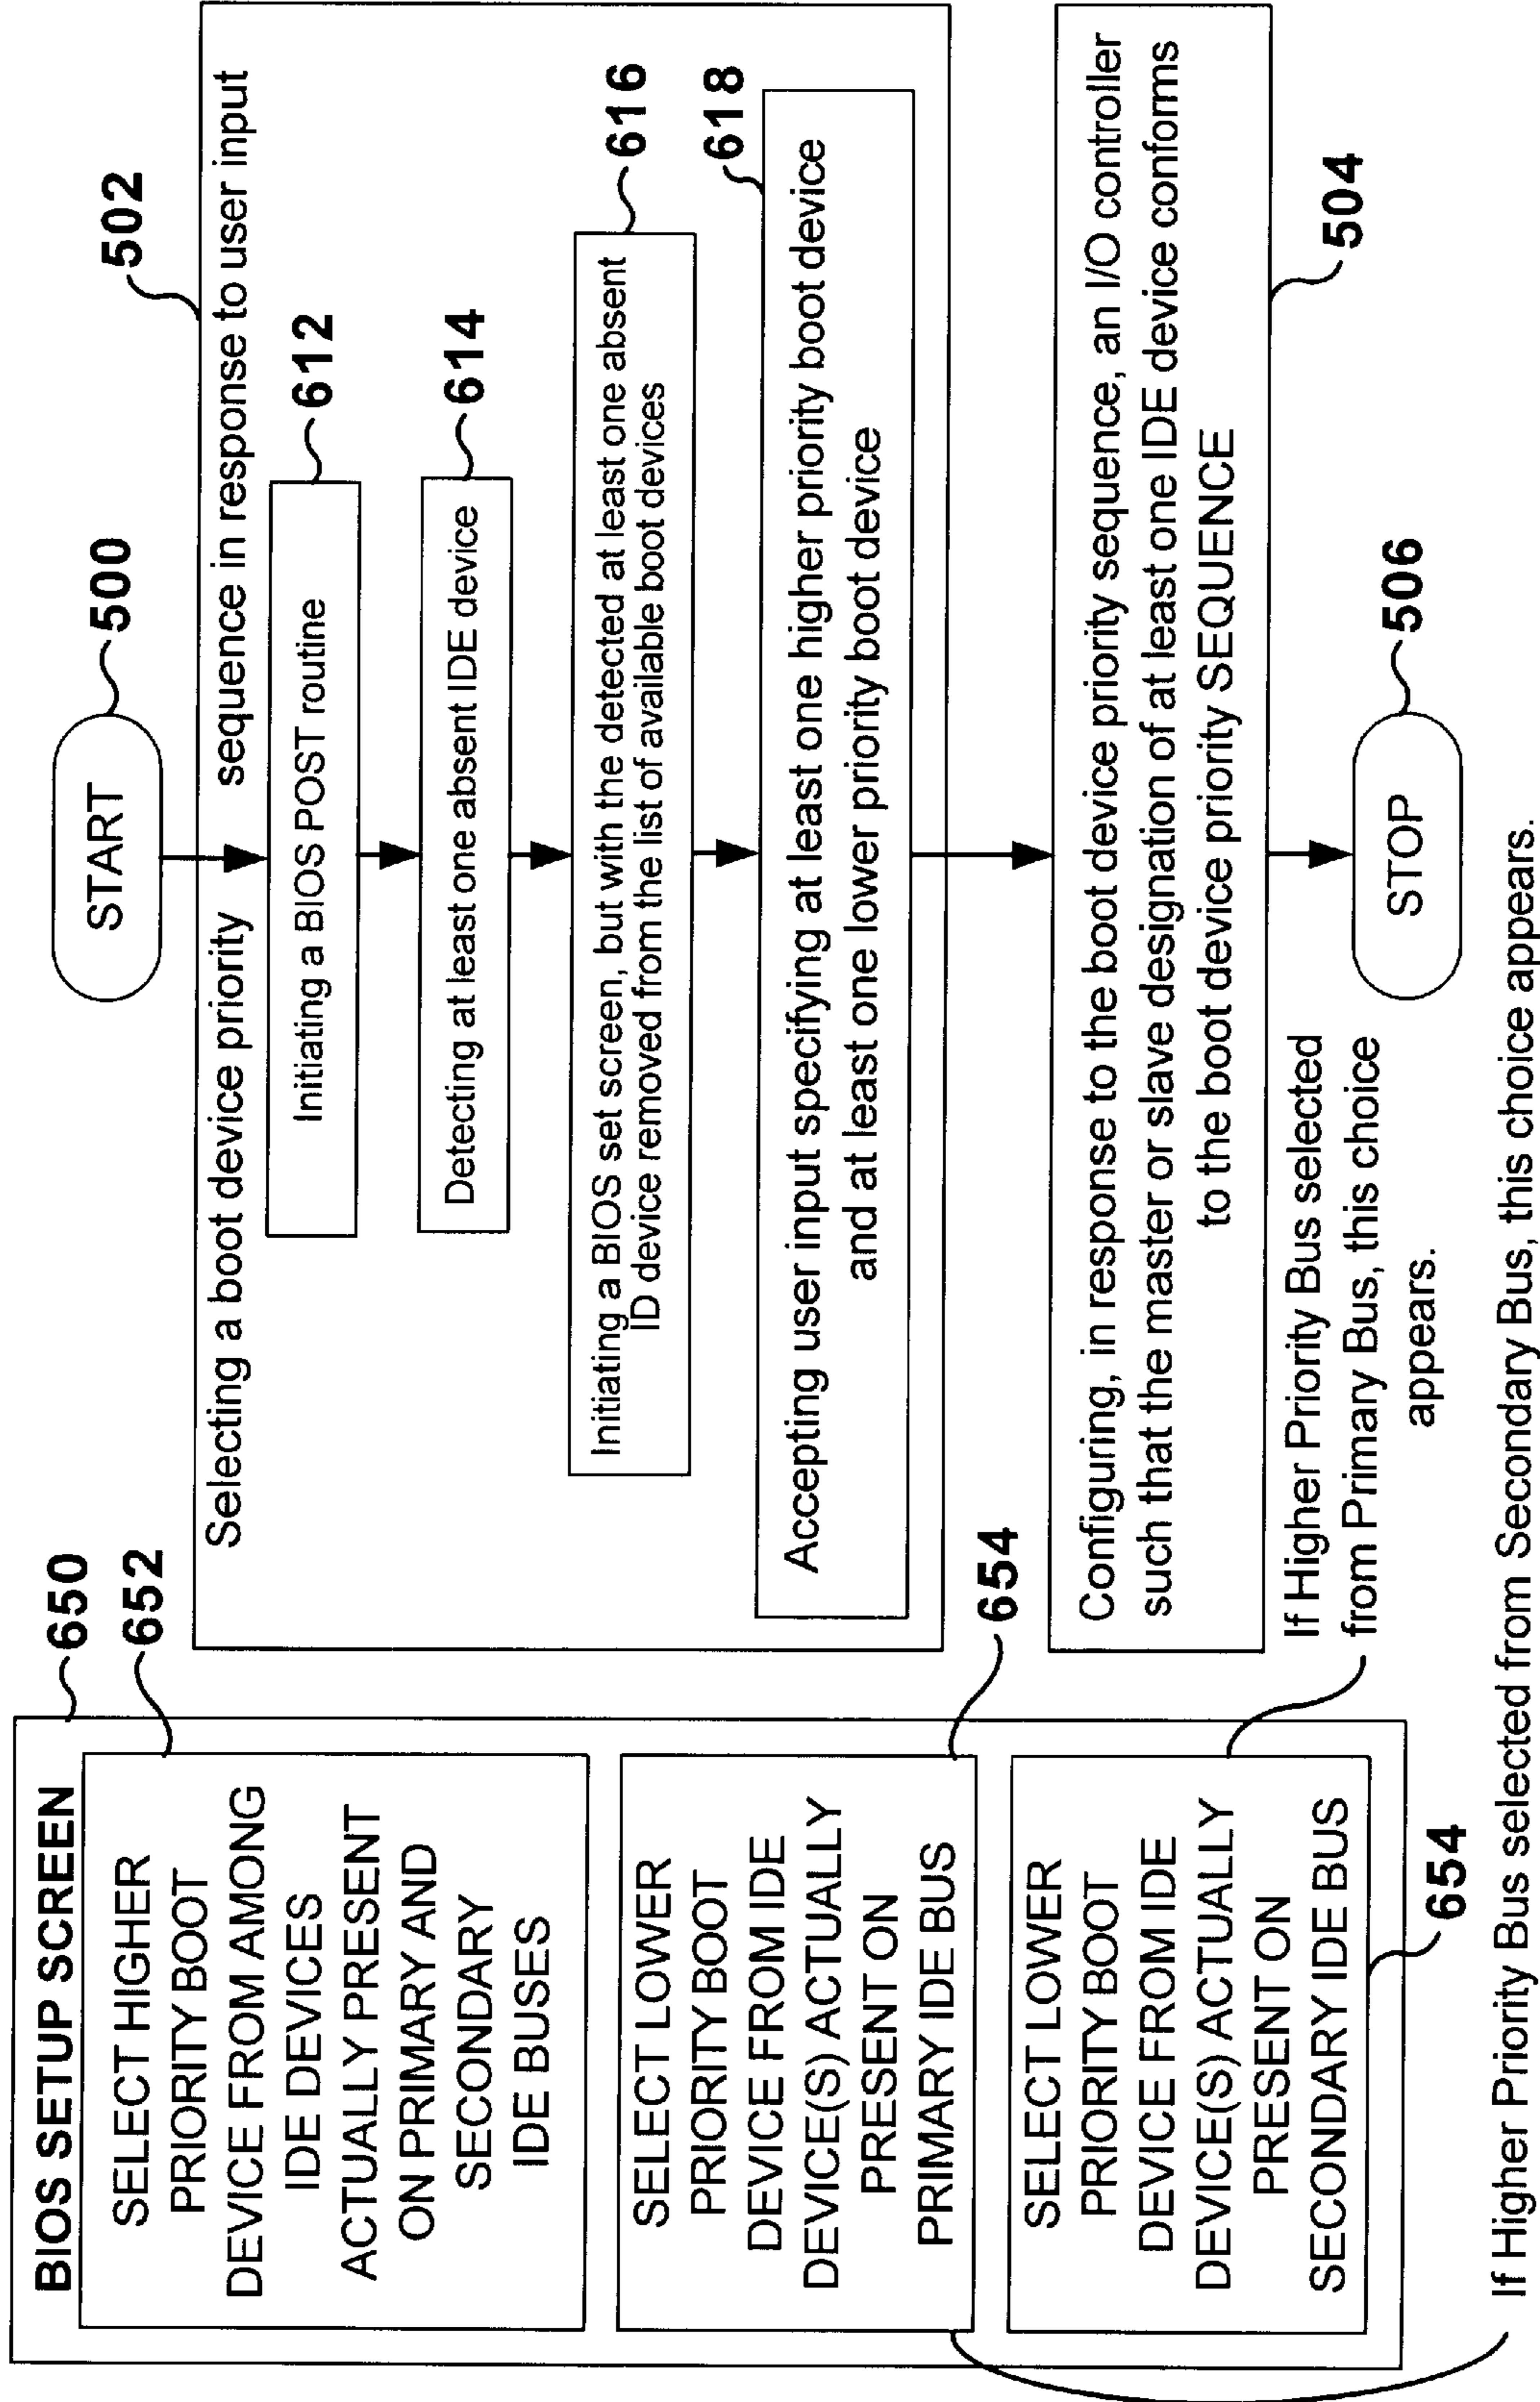 BIOS SETUP SCREEN
650
652
SELECT HIGHER
PRIORITY BOOT
DEVICE FROM AMONG
IDE DEVICES
ACTUALLY PRESENT
ON PRIMARY AND
SECONDARY
IDE BUSES
SELECT LOWER
PRIORITY BOOT
DEVICE FROM IDE
DEVICE(S) ACTUALLY
PRESENT ON
PRIMARY IDE BUS
654
SELECT LOWER
PRIORITY BOOT
DEVICE FROM IDE
DEVICE(S) ACTUALLY
PRESENT ON
SECONDARY IDE BUS
654
START
500
502
Selecting a boot device priority sequence in response to user input
Initiating a BIOS POST routine
612
Detecting at least one absent IDE device
614
Initiating a BIOS set screen, but with the detected at least one absent
ID device removed from the list of available boot devices
616
618
Accepting user input specifying at least one higher priority boot device
and at least one lower priority boot device
Configuring, in response to the boot device priority sequence, an I/O controller
such that the master or slave designation of at least one IDE device conforms
to the boot device priority SEQUENCE
504
If Higher Priority Bus selected
from Primary Bus, this choice
appears.
STOP
506
If Higher Priority Bus selected from Secondary Bus, this choice appears.